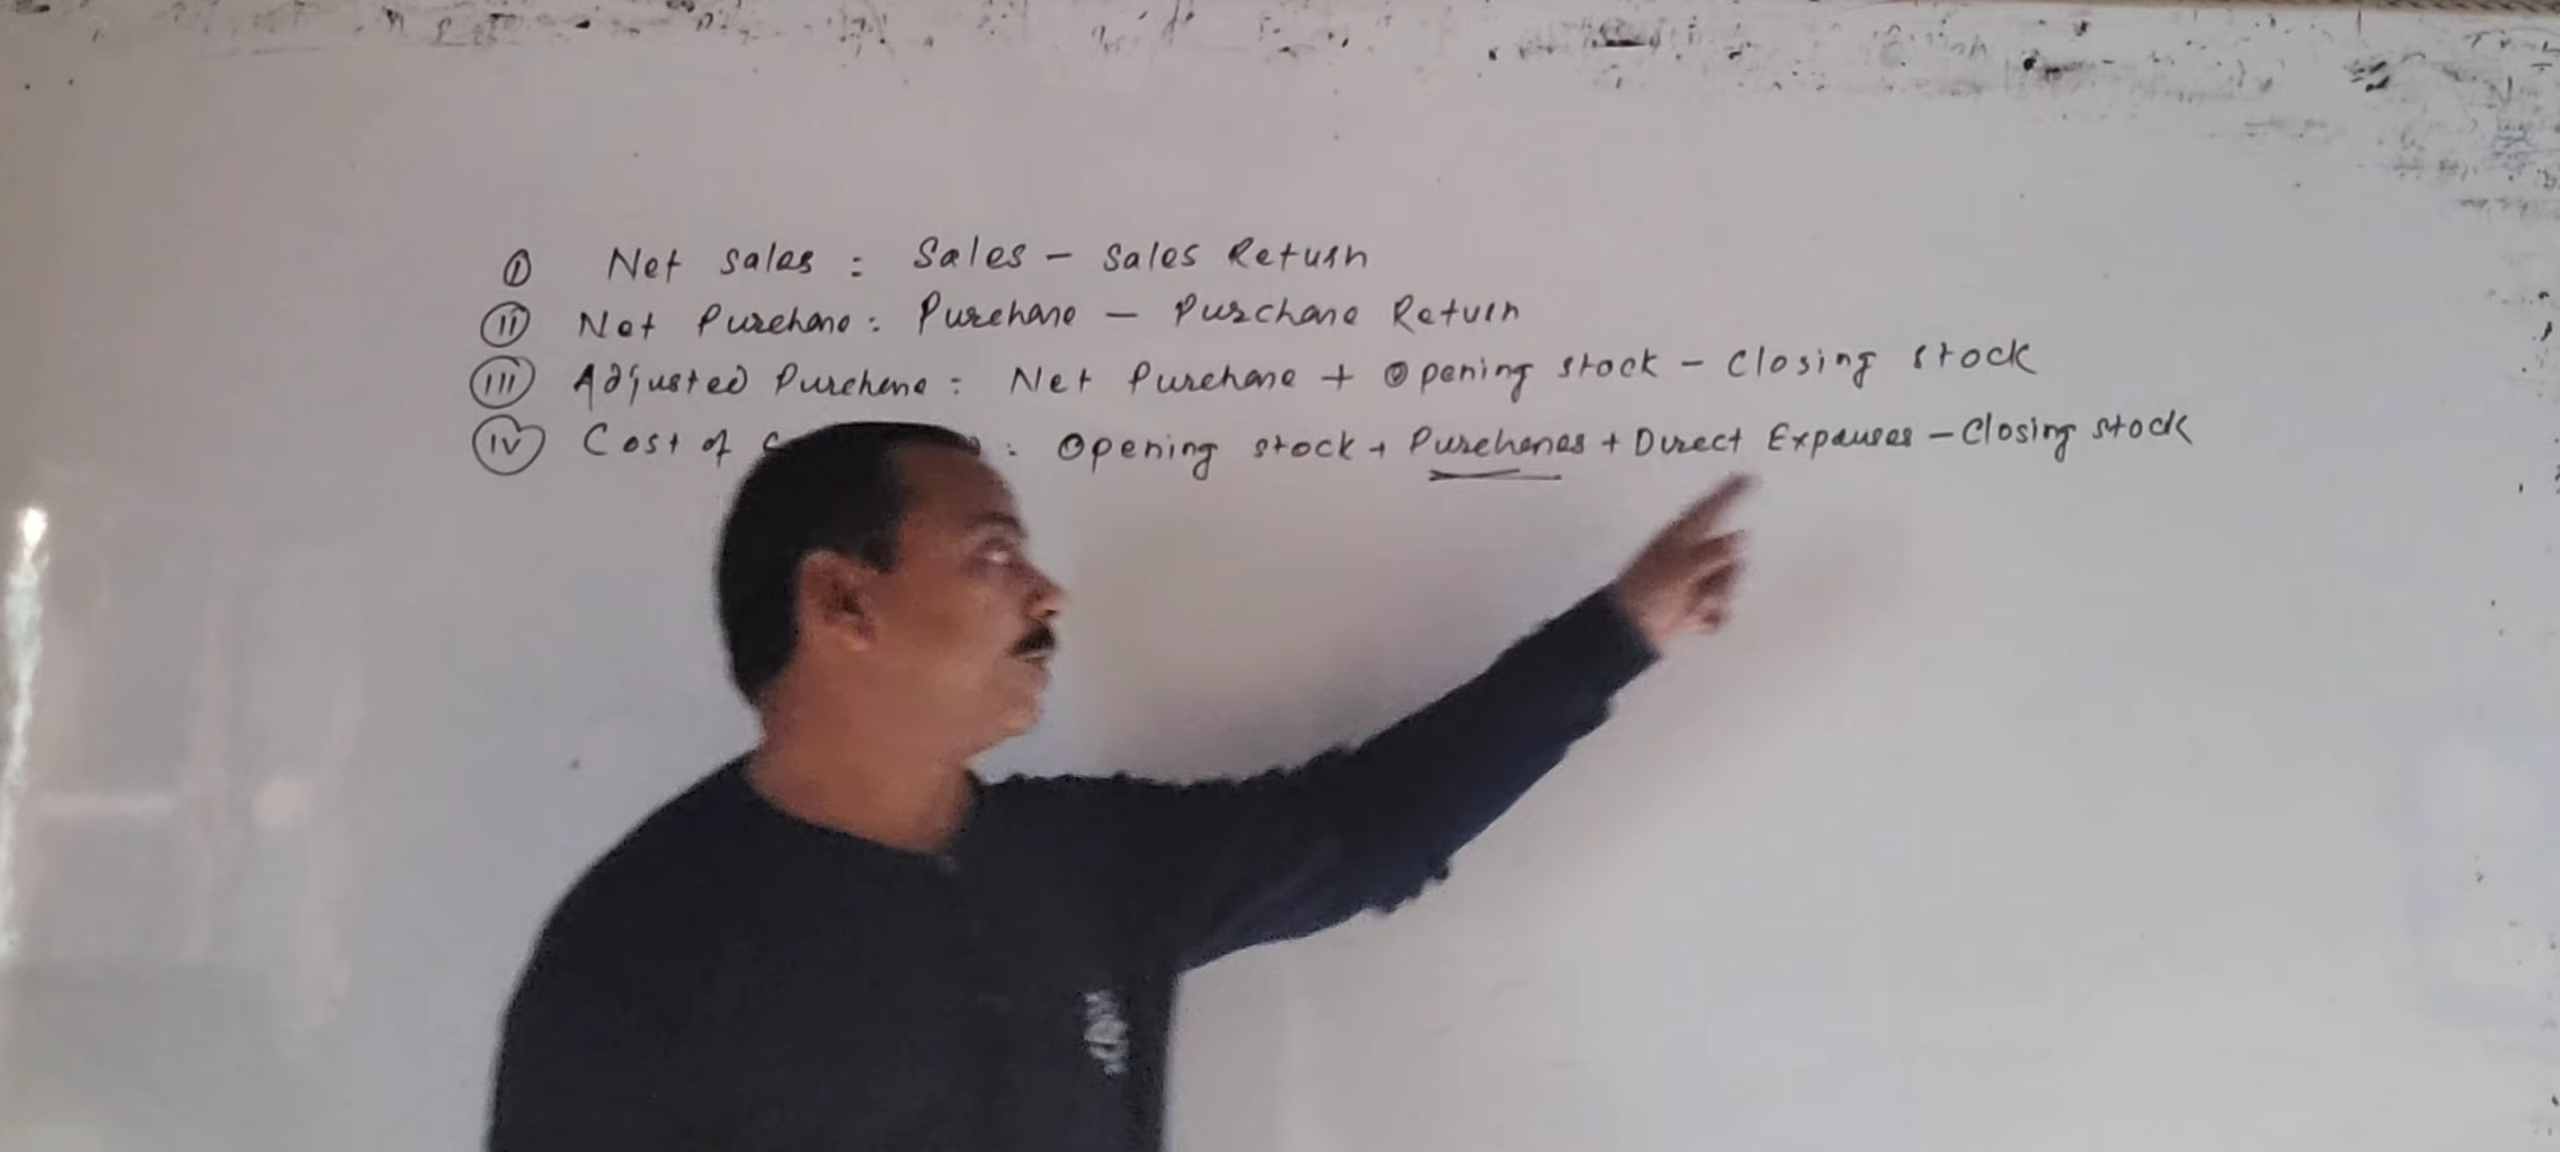 ① Net sales : Sales - Sales Return
ⓘⓘ Net Purchase : Purchase - Purchase Return
ⓘⓘⓘ Adjusted Purchase : Net Purchase + Opening stock - Closing stock
ⓘⓥ Cost of : Opening stock + Purchases + Direct Expenses - Closing stock